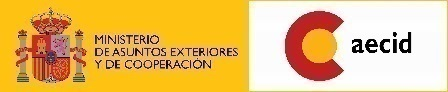 MINISTERIO
DE ASUNTOS EXTERIORES
Y DE COOPERACIÓN
aecid